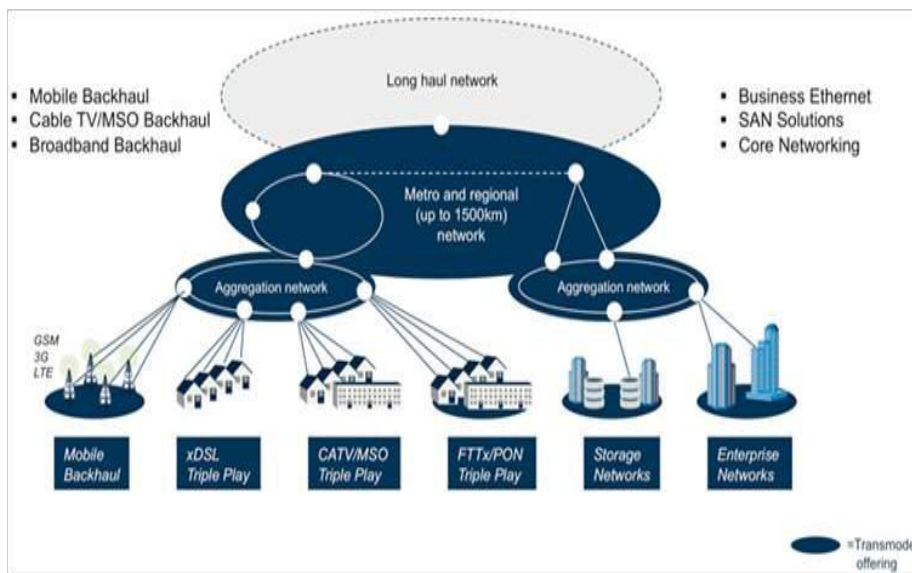 Long haul network
▪ Mobile Backhaul
▪ Cable TV/MSO Backhaul
▪ Broadband Backhaul
▪ Business Ethernet
▪ SAN Solutions
▪ Core Networking
Metro and regional
(up to 1500km)
network
Aggregation network
Aggregation network
GSM
3G
LTE
Mobile
Backhaul
xDSL
Triple Play
CATV/MSO
Triple Play
FTTx/PON
Triple Play
Storage
Networks
Enterprise
Networks
=Transmode
offering